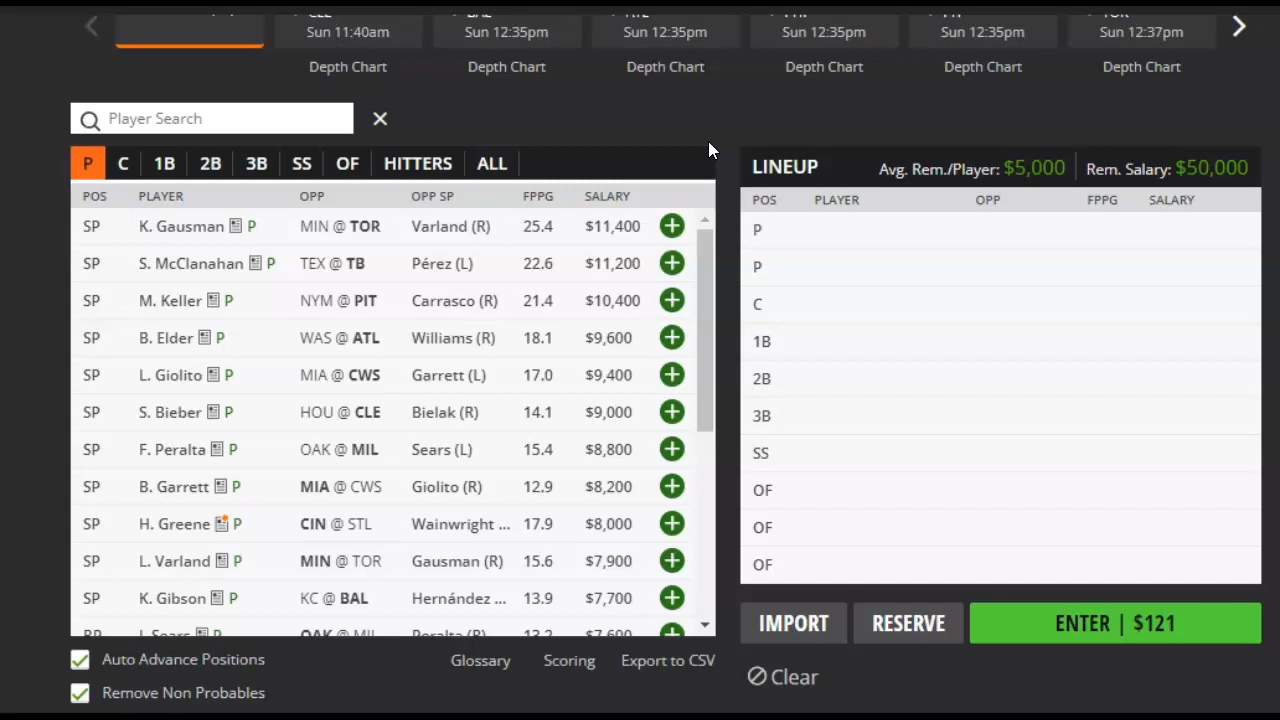 Sun 11:40am Sun 12:35pm Sun 12:35pm Sun 12:35pm Sun 12:35pm Sun 12:37pm
Depth Chart Depth Chart Depth Chart Depth Chart Depth Chart Depth Chart
Player Search
P C 1B 2B 3B SS OF HITTERS ALL
POS PLAYER OPP OPP SP FPPG SALARY
SP K. Gausman P MIN @ TOR Varland (R) 25.4 $11,400
SP S. McClanahan P TEX @ TB Pérez (L) 22.6 $11,200
SP M. Keller P NYM @ PIT Carrasco (R) 21.4 $10,400
SP B. Elder P WAS @ ATL Williams (R) 18.1 $9,600
SP L. Giolito P MIA @ CWS Garrett (L) 17.0 $9,400
SP S. Bieber P HOU @ CLE Bielak (R) 14.1 $9,000
SP F. Peralta P OAK @ MIL Sears (L) 15.4 $8,800
SP B. Garrett P MIA @ CWS Giolito (R) 12.9 $8,200
SP H. Greene P CIN @ STL Wainwright ... 17.9 $8,000
SP L. Varland P MIN @ TOR Gausman (R) 15.6 $7,900
SP K. Gibson P KC @ BAL Hernández ... 13.9 $7,700
Auto Advance Positions
Remove Non Probables
Glossary Scoring Export to CSV
LINEUP Avg. Rem./Player: $5,000 Rem. Salary: $50,000
POS PLAYER OPP FPPG SALARY
P
P
C
1B
2B
3B
SS
OF
OF
OF
IMPORT RESERVE ENTER | $121
Clear